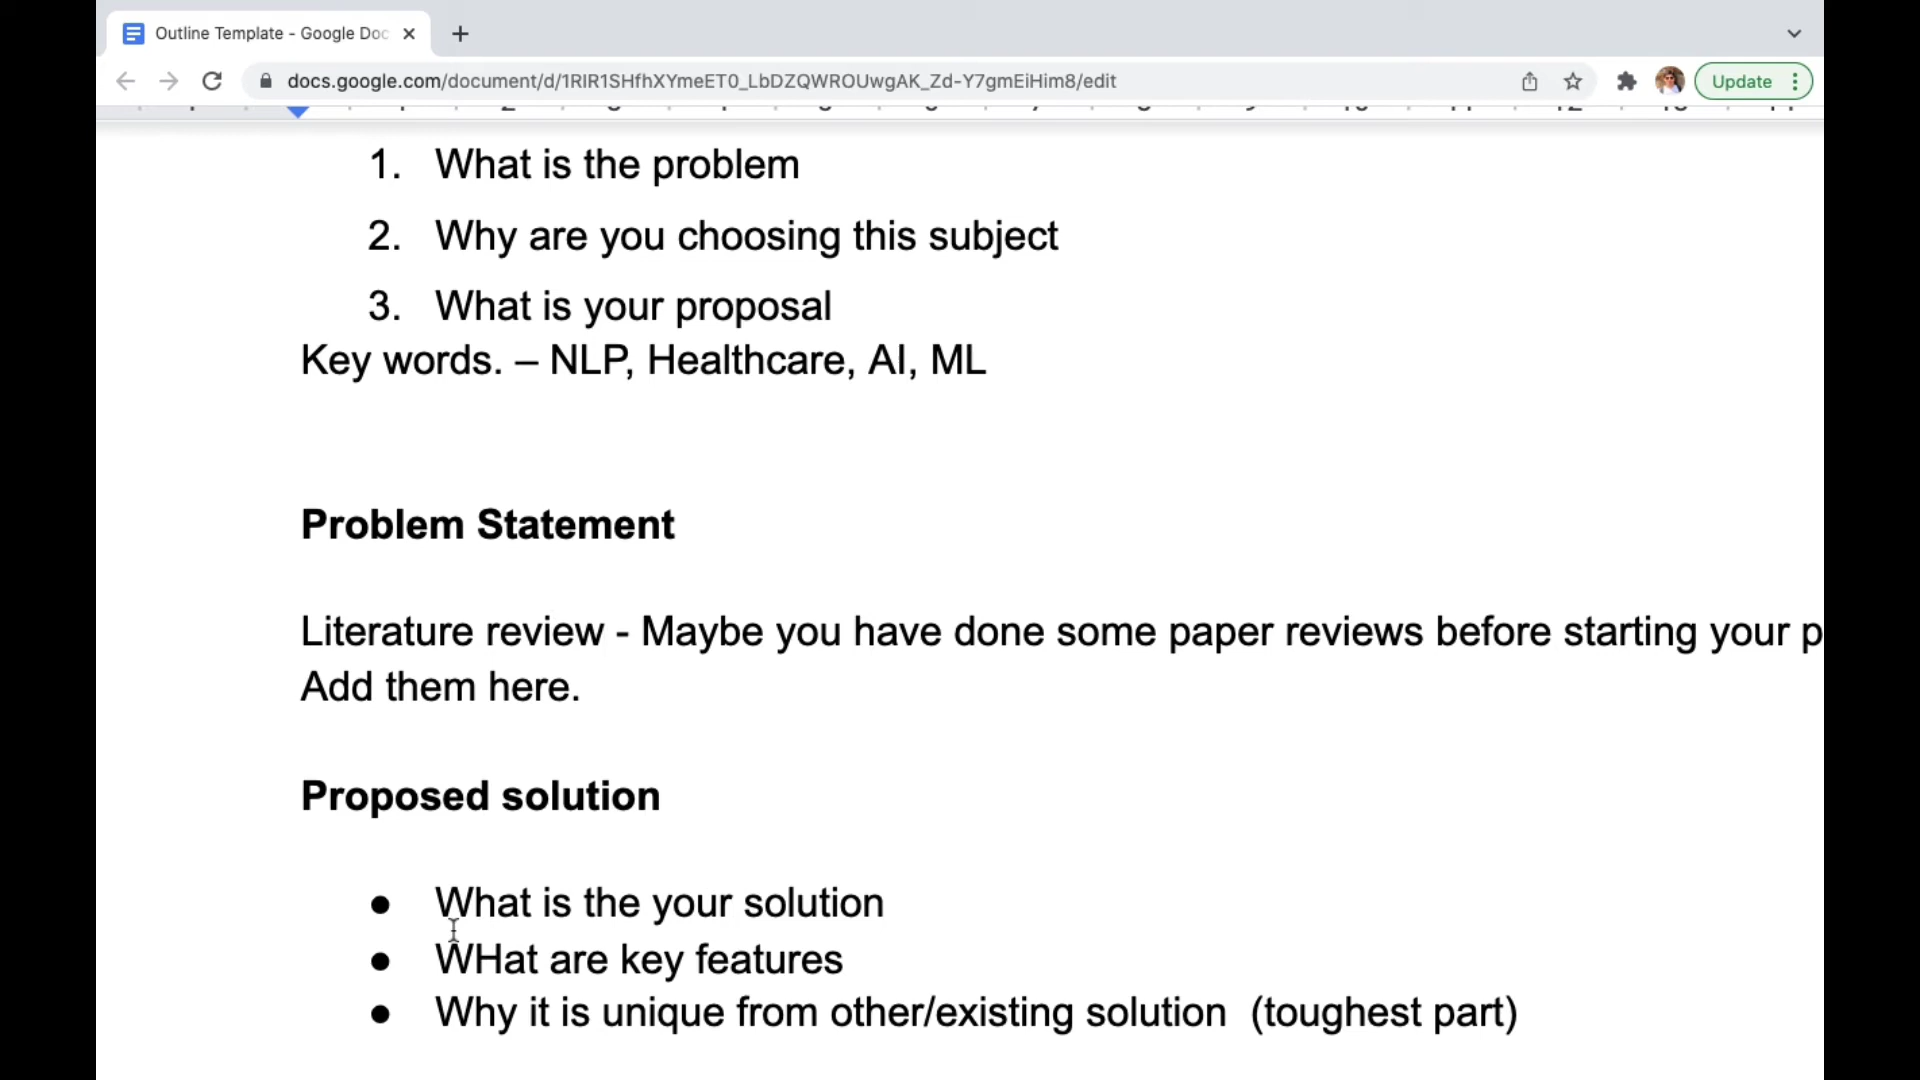 Outline Template - Google Doc
docs.google.com/document/d/1RIR1SHfhXYmeET0_LbDZQWROUwgAK_Zd-Y7gmEiHim8/edit
Update
1. What is the problem
2. Why are you choosing this subject
3. What is your proposal
Key words. – NLP, Healthcare, AI, ML
Problem Statement
Literature review - Maybe you have done some paper reviews before starting your p
Add them here.
Proposed solution
● What is the your solution
● WHat are key features
● Why it is unique from other/existing solution (toughest part)